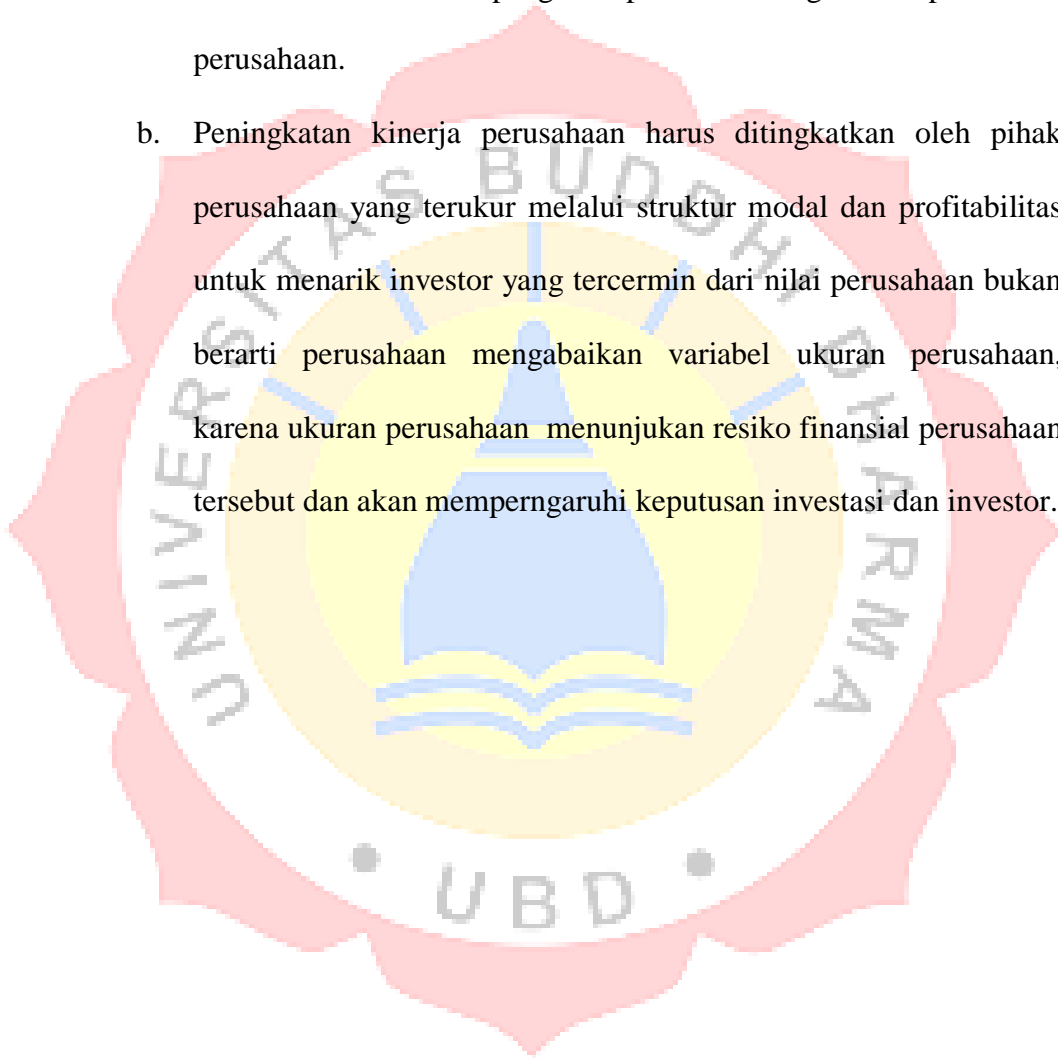 perusahaan.
b. Peningkatan kinerja perusahaan harus ditingkatkan oleh pihak
perusahaan yang terukur melalui struktur modal dan profitabilitas
untuk menarik investor yang tercermin dari nilai perusahaan bukan
berarti perusahaan mengabaikan variabel ukuran perusahaan,
karena ukuran perusahaan menunjukan resiko finansial perusahaan
tersebut dan akan memperngaruhi keputusan investasi dan investor.
UNIVERSITAS BUDDHI DHARMA
• UBD •